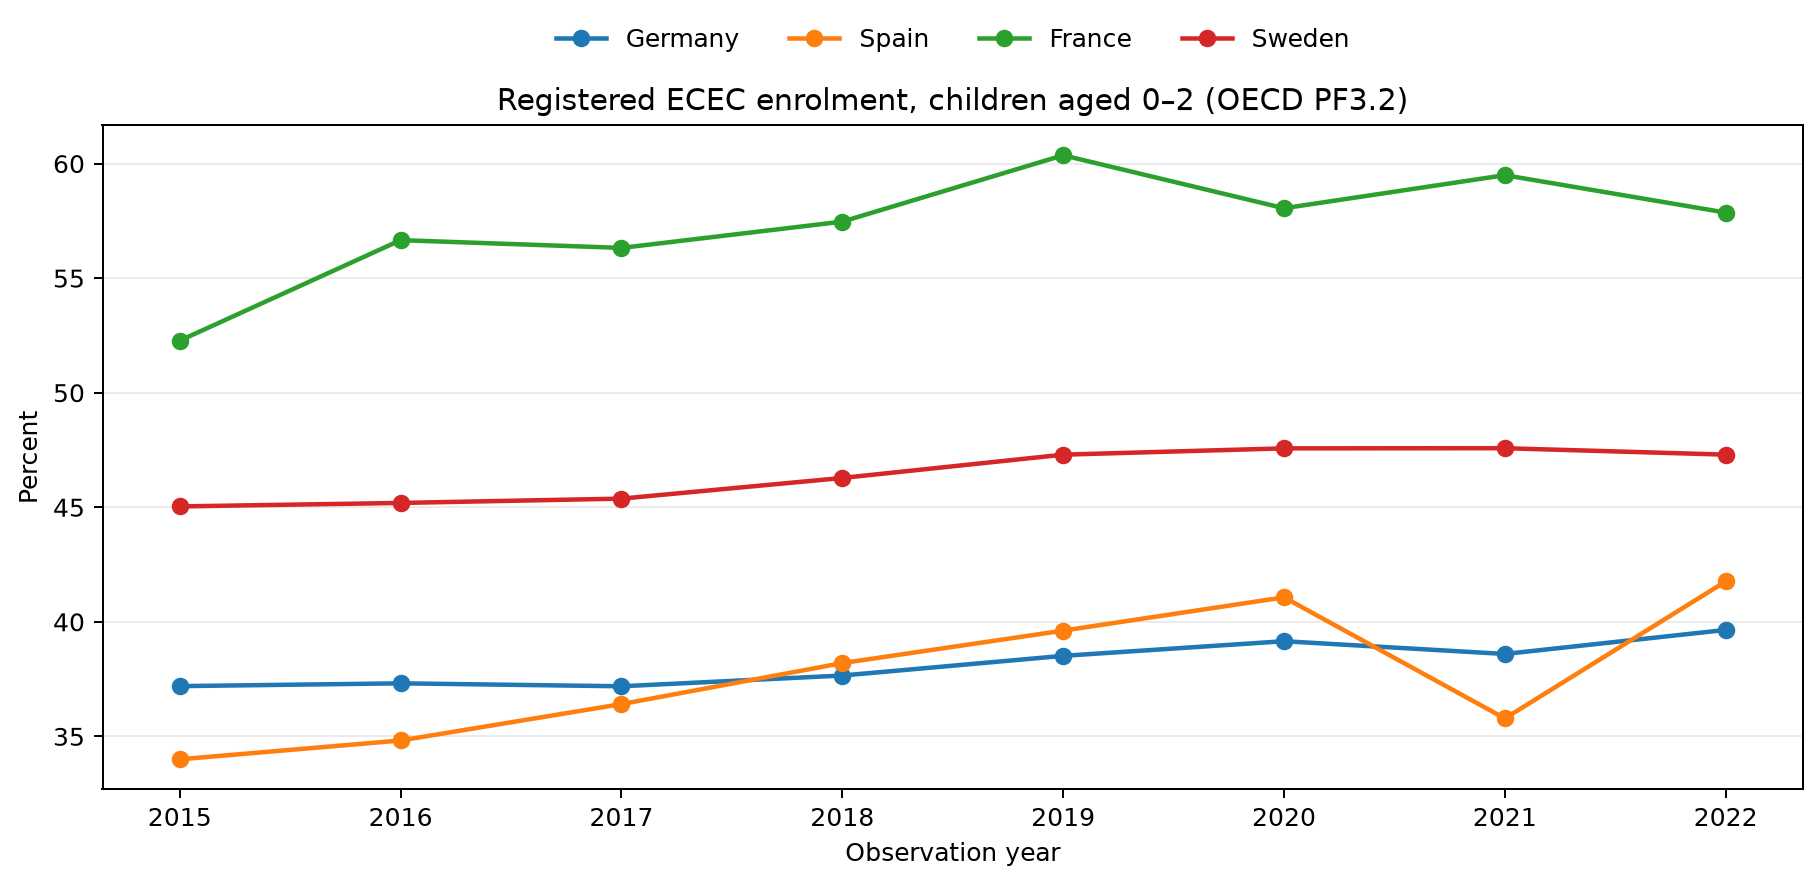 Germany Spain France Sweden
Registered ECEC enrolment, children aged 0–2 (OECD PF3.2)
Percent
60
55
50
45
40
35
2015 2016 2017 2018 2019 2020 2021 2022
Observation year